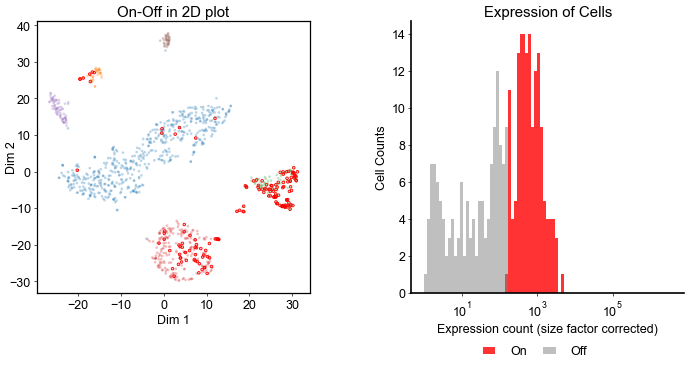 On-Off in 2D plot
40
30
20
10
0
−10
−20
−30
Dim 2
−20 −10 0 10 20 30
Dim 1
Expression of Cells
14
12
10
8
6
4
2
0
Cell Counts
10^1 10^3 10^5
Expression count (size factor corrected)
On Off